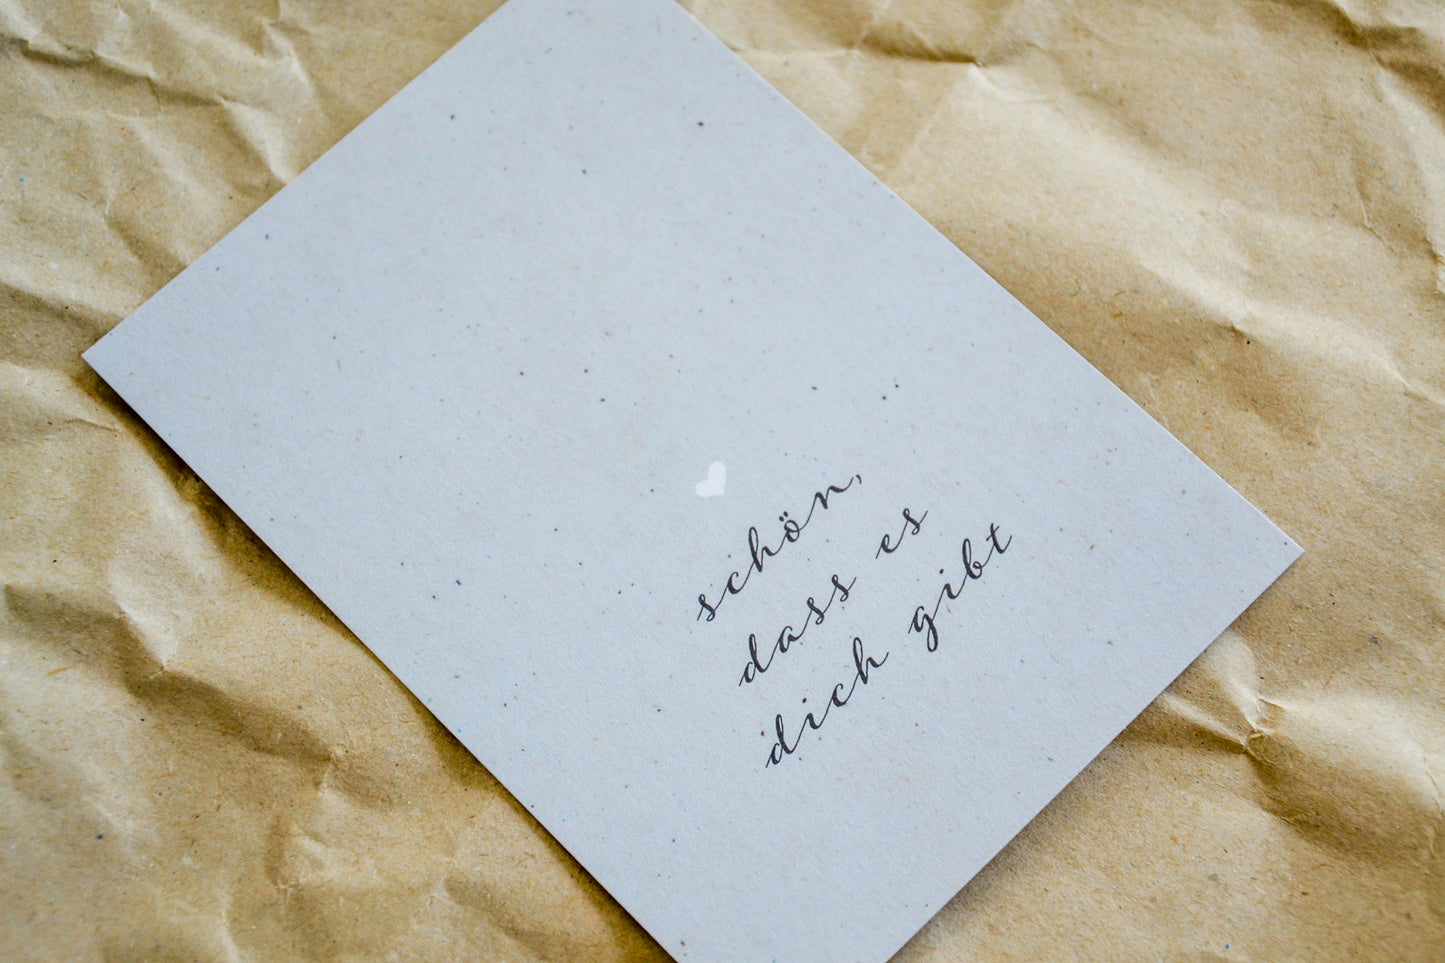 schön,
dass es
dich gibt